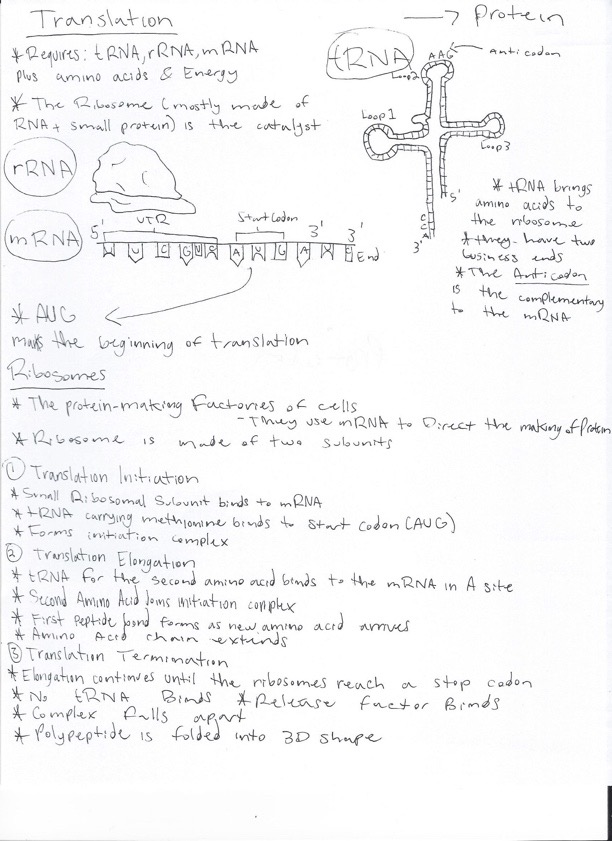 Translation → Protein
* Requires: tRNA, rRNA, mRNA
plus amino acids & Energy
* The Ribosome (mostly made of
RNA + small protein) is the catalyst
tRNA
AAG
Anticodon
Loop2
Loop1
Loop3
5'
C
C
A
3'
* tRNA brings
amino acids to
the ribosome
* they have two
business ends
* The Anticodon
is the complementary
to the mRNA
rRNA
mRNA
UTR
Start Codon
5' 3' 3'
U C G U A U G A End
* AUG
marks the beginning of translation
Ribosomes
* The protein-making factories of cells
- They use mRNA to Direct the making of Protein
* Ribosome is made of two subunits
① Translation Initiation
* Small Ribosomal Subunit binds to mRNA
* tRNA carrying methionine binds to start codon (AUG)
* Forms initiation complex
② Translation Elongation
* tRNA for the second amino acid binds to the mRNA in A site
* Second Amino Acid Joins initiation complex
* First Peptide bond forms as new amino acid arrives
* Amino Acid chain extends
③ Translation Termination
* Elongation continues until the ribosomes reach a stop codon
* No tRNA Binds * Release Factor Binds
* Complex falls apart
* Polypeptide is folded into 3D shape